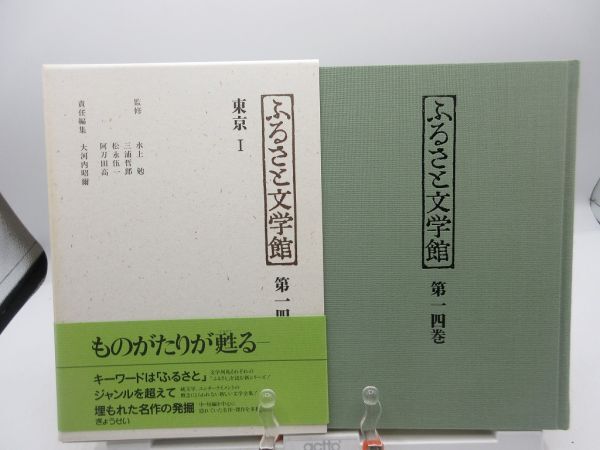 ふるさと文学館
第一四
東京 I
監修
水上 勉
三浦哲郎
松永伍一
阿刀田高
責任編集 大河内昭爾
ものがたりが甦る―
キーワードは「ふるさと」
ジャンルを超えて
埋もれた名作の発掘
ぎょうせい
ふるさと文学館
第一四巻
actto